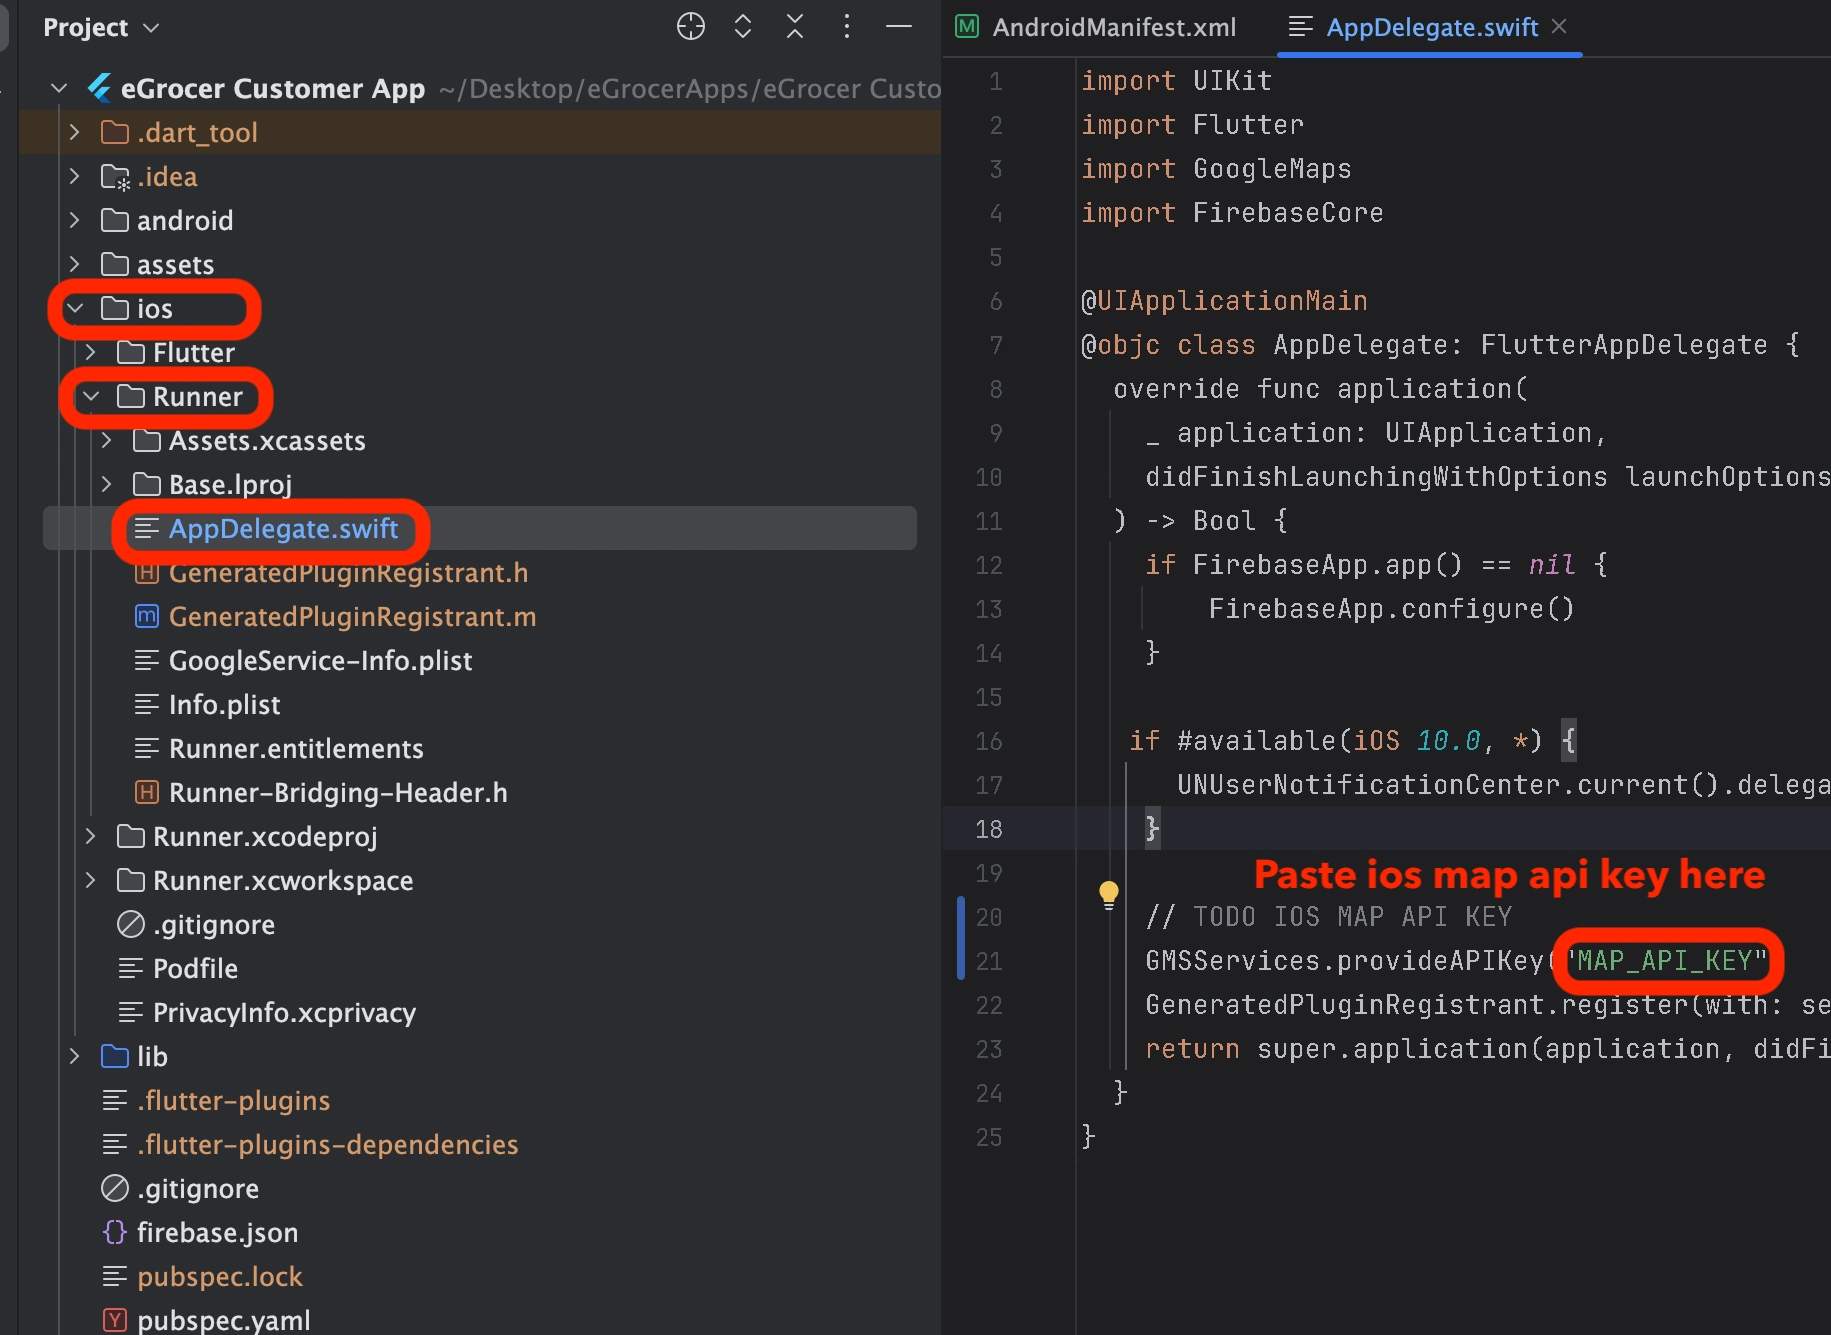 Project
AndroidManifest.xml
AppDelegate.swift
eGrocer Customer App ~/Desktop/eGrocerApps/eGrocer Custo
.dart_tool
.idea
android
assets
ios
Flutter
Runner
Assets.xcassets
Base.lproj
AppDelegate.swift
GeneratedPluginRegistrant.h
GeneratedPluginRegistrant.m
GoogleService-Info.plist
Info.plist
Runner.entitlements
Runner-Bridging-Header.h
Runner.xcodeproj
Runner.xcworkspace
.gitignore
Podfile
PrivacyInfo.xcprivacy
lib
.flutter-plugins
.flutter-plugins-dependencies
.gitignore
firebase.json
pubspec.lock
pubspec.yaml
1 import UIKit
2 import Flutter
3 import GoogleMaps
4 import FirebaseCore
5
6 @UIApplicationMain
7 @objc class AppDelegate: FlutterAppDelegate {
8 override func application(
9 _ application: UIApplication,
10 didFinishLaunchingWithOptions launchOptions
11 ) -> Bool {
12 if FirebaseApp.app() == nil {
13 FirebaseApp.configure()
14 }
15
16 if #available(iOS 10.0, *) {
17 UNUserNotificationCenter.current().delega
18 }
19
Paste ios map api key here
20 // TODO IOS MAP API KEY
21 GMSServices.provideAPIKey("MAP_API_KEY"
22 GeneratedPluginRegistrant.register(with: se
23 return super.application(application, didFi
24 }
25 }